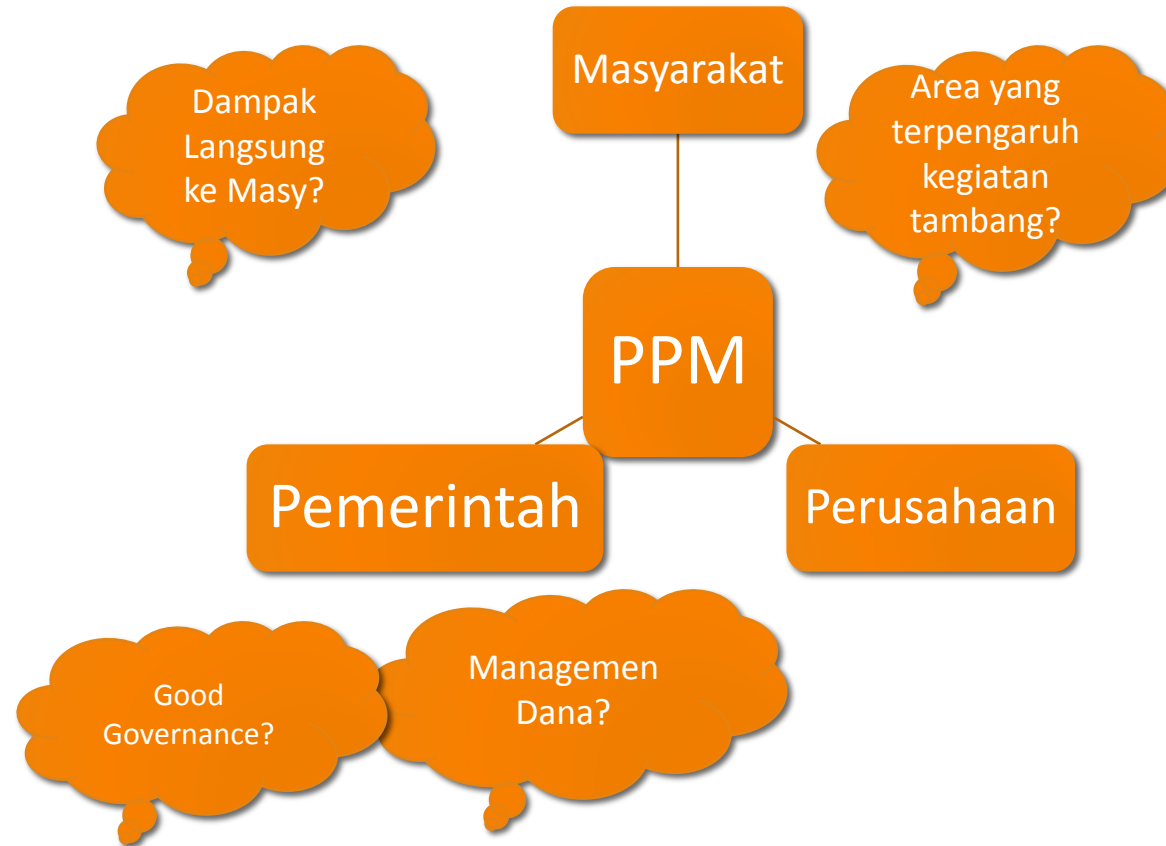 Masyarakat
Dampak
Langsung
ke Masy?
Area yang
terpengaruh
kegiatan
tambang?
PPM
Pemerintah
Perusahaan
Good
Governance?
Managemen
Dana?